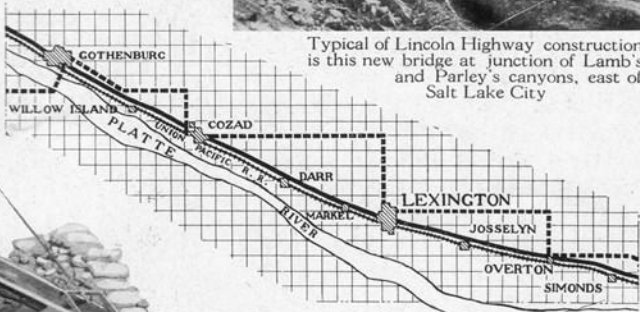 Typical of Lincoln Highway construction
is this new bridge at junction of Lamb's
and Parley's canyons, east of
Salt Lake City
GOTHENBURG
WILLOW ISLAND
COZAD
UNION PACIFIC R. R.
PLATTE RIVER
DARR
MARKEL
LEXINGTON
JOSSELYN
OVERTON
SIMONDS